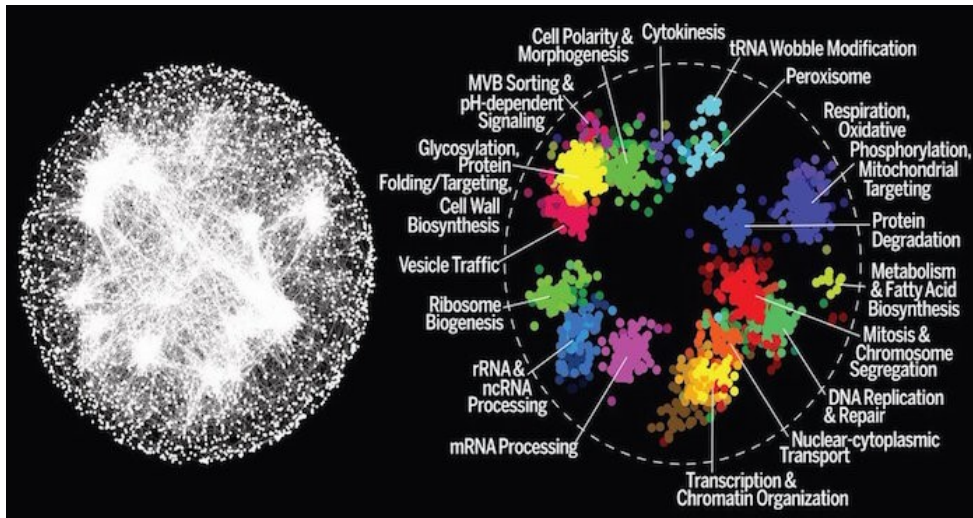 Cell Polarity &
Morphogenesis
Cytokinesis
tRNA Wobble Modification
Peroxisome
MVB Sorting &
pH-dependent
Signaling
Glycosylation,
Protein
Folding/Targeting,
Cell Wall
Biosynthesis
Vesicle Traffic
Ribosome
Biogenesis
rRNA &
ncRNA
Processing
mRNA Processing
Respiration,
Oxidative
Phosphorylation,
Mitochondrial
Targeting
Protein
Degradation
Metabolism
& Fatty Acid
Biosynthesis
Mitosis &
Chromosome
Segregation
DNA Replication
& Repair
Nuclear-cytoplasmic
Transport
Transcription &
Chromatin Organization